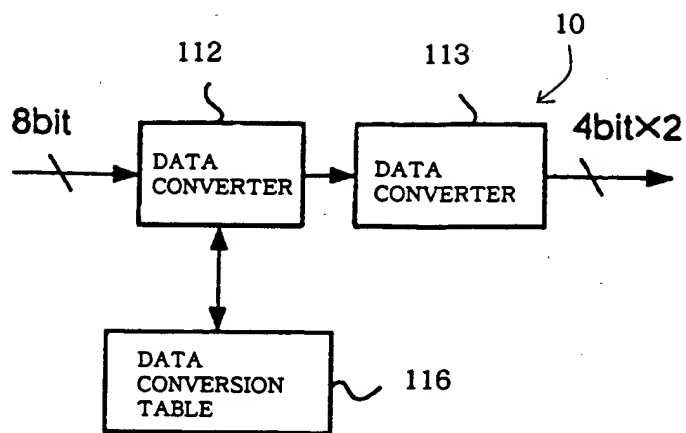 10
112
113
8bit
4bit×2
DATA
CONVERTER
DATA
CONVERTER
DATA
CONVERSION
TABLE
116